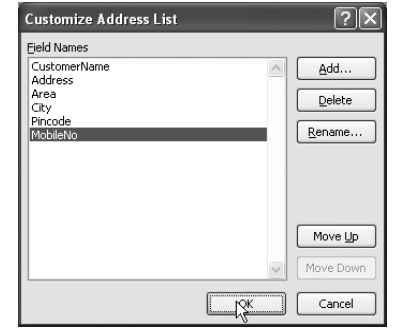 Customize Address List
Field Names
CustomerName
Address
Area
City
Pincode
MobileNo
Add...
Delete
Rename...
Move Up
Move Down
OK
Cancel